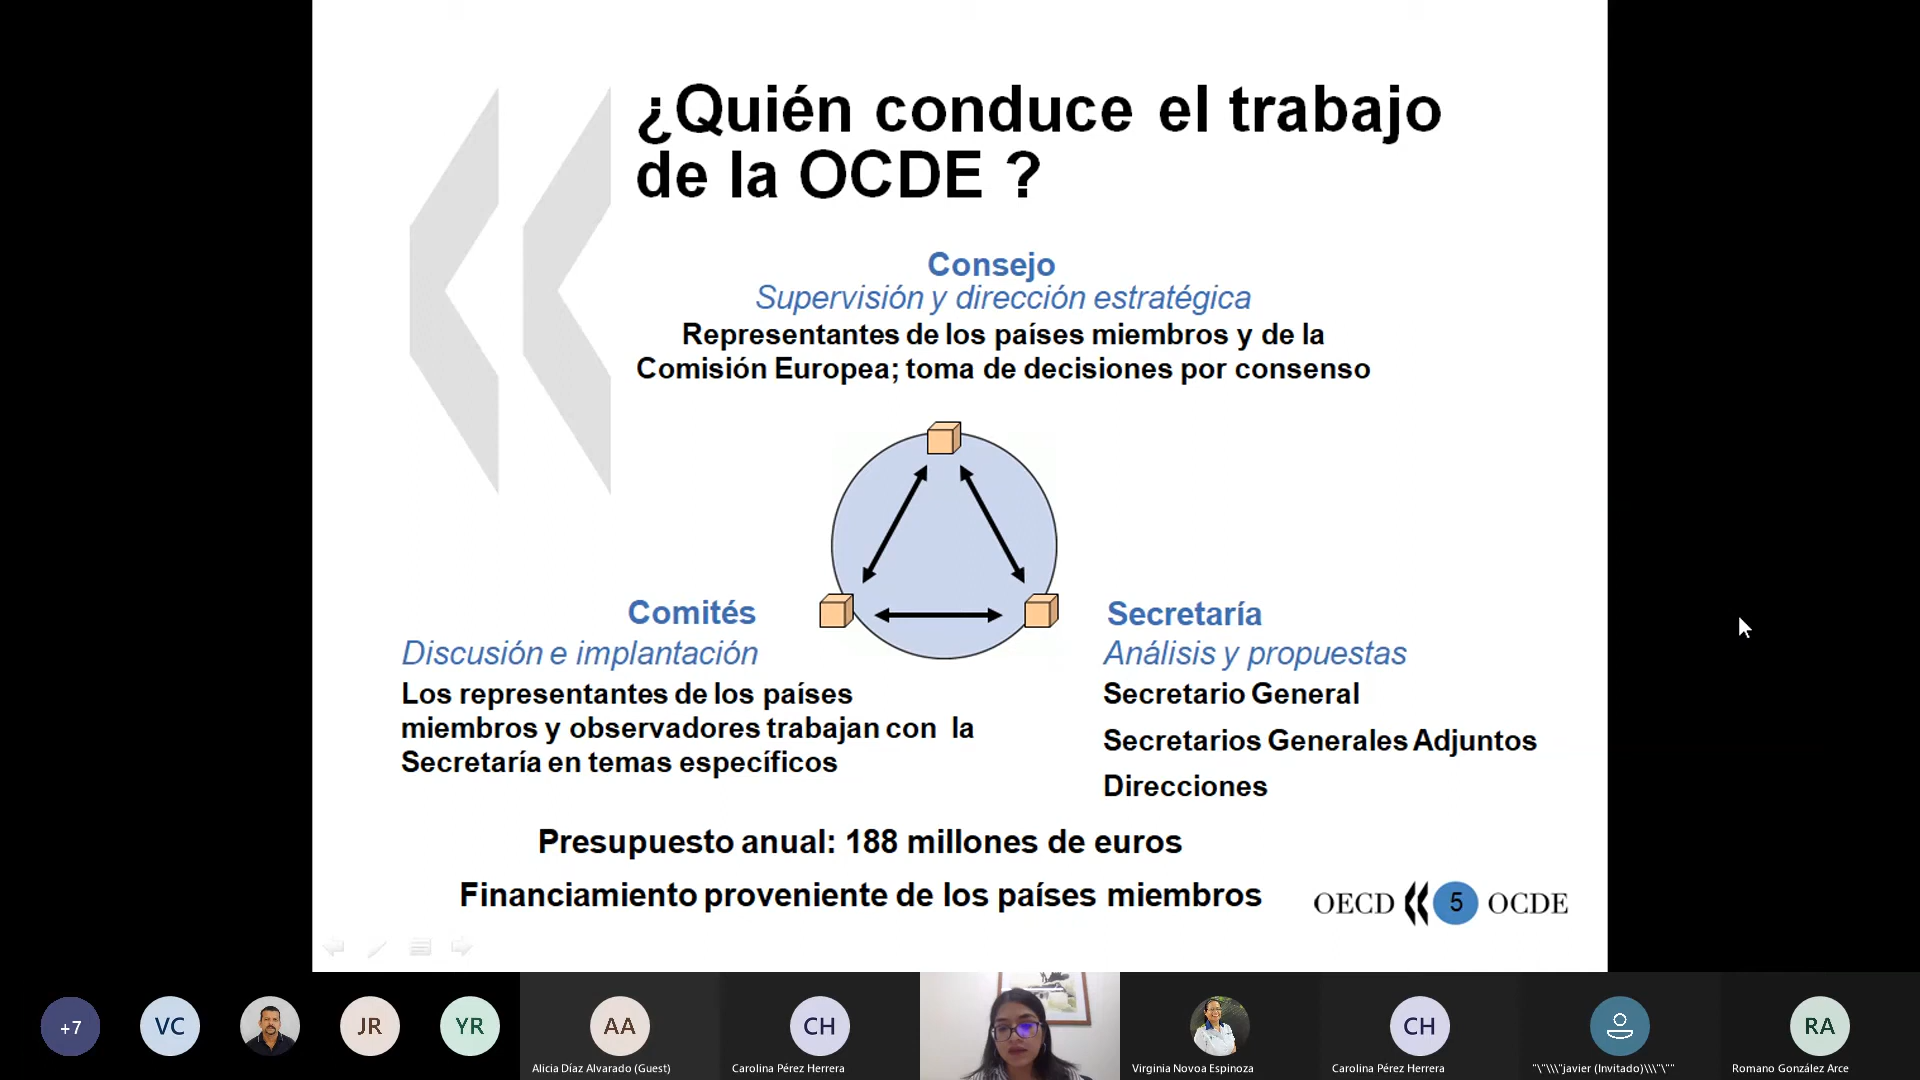 ¿Quién conduce el trabajo
de la OCDE ?
Consejo
Supervisión y dirección estratégica
Representantes de los países miembros y de la
Comisión Europea; toma de decisiones por consenso
Comités
Discusión e implantación
Los representantes de los países
miembros y observadores trabajan con la
Secretaría en temas específicos
Secretaría
Análisis y propuestas
Secretario General
Secretarios Generales Adjuntos
Direcciones
Presupuesto anual: 188 millones de euros
Financiamiento proveniente de los países miembros
OECD 5 OCDE
+7
VC
JR
YR
AA
Alicia Díaz Alvarado (Guest)
CH
Carolina Pérez Herrera
Virginia Novoa Espinoza
CH
Carolina Pérez Herrera
"\"\\\"javier (Invitado)\\\"\""
RA
Romano González Arce